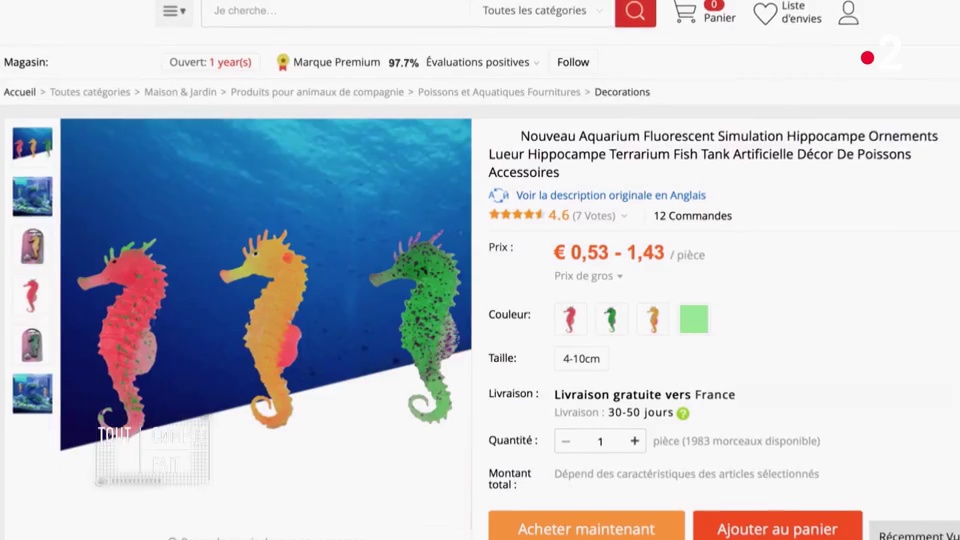 Je cherche...
Toutes les catégories
0
Panier
Liste
d'envies
2
Magasin:
Ouvert: 1 year(s)
Marque Premium 97.7% Évaluations positives
Follow
Accueil > Toutes catégories > Maison & Jardin > Produits pour animaux de compagnie > Poissons et Aquatiques Fournitures > Decorations
Nouveau Aquarium Fluorescent Simulation Hippocampe Ornements
Lueur Hippocampe Terrarium Fish Tank Artificielle Décor De Poissons
Accessoires
Voir la description originale en Anglais
4.6 (7 Votes)
12 Commandes
Prix :
€ 0,53 - 1,43 / pièce
Prix de gros
Couleur:
Taille:
4-10cm
Livraison :
Livraison gratuite vers France
Livraison : 30-50 jours ?
Quantité :
− 1 +
pièce (1983 morceaux disponible)
Montant
total :
Dépend des caractéristiques des articles sélectionnés
TOUT COMPTE
FAIT
Acheter maintenant
Ajouter au panier
Récemment Vu